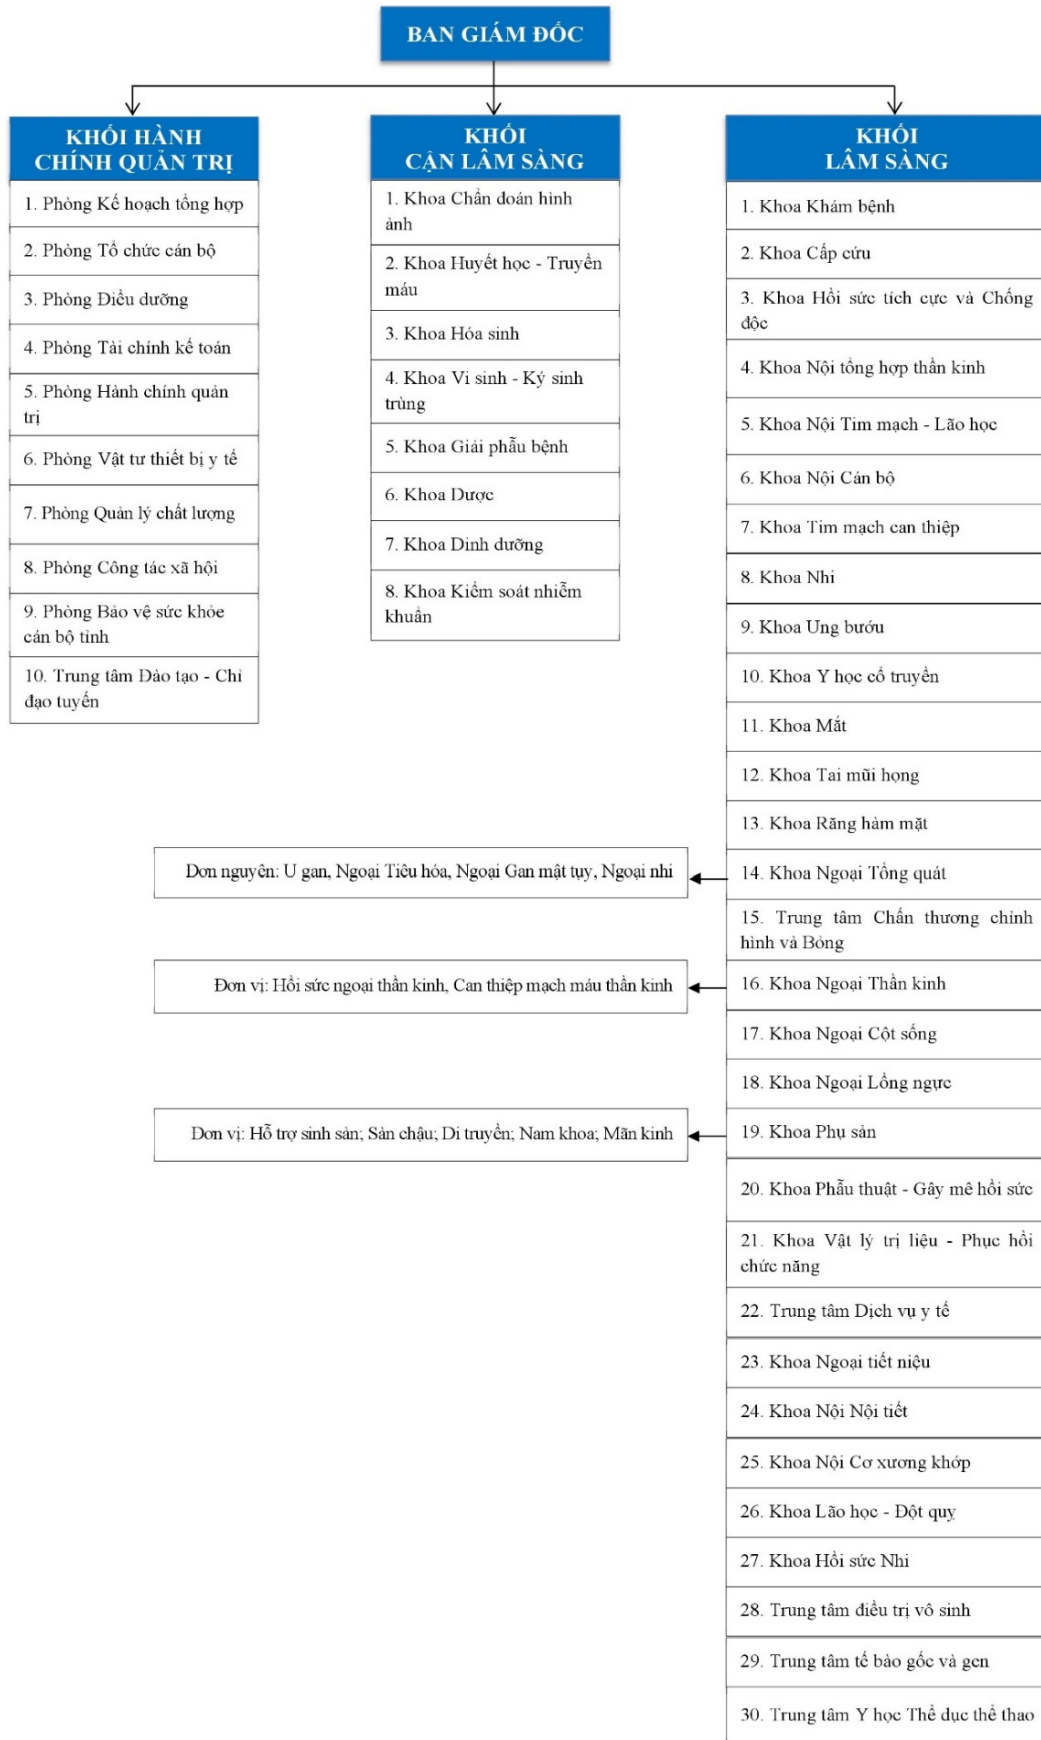 BAN GIÁM ĐỐC
KHỐI HÀNH
CHÍNH QUẢN TRỊ
1. Phòng Kế hoạch tổng hợp
2. Phòng Tổ chức cán bộ
3. Phòng Điều dưỡng
4. Phòng Tài chính kế toán
5. Phòng Hành chính quản
trị
6. Phòng Vật tư thiết bị y tế
7. Phòng Quản lý chất lượng
8. Phòng Công tác xã hội
9. Phòng Bảo vệ sức khỏe
cán bộ tỉnh
10. Trung tâm Đào tạo - Chỉ
đạo tuyến
KHỐI
CẬN LÂM SÀNG
1. Khoa Chẩn đoán hình
ảnh
2. Khoa Huyết học - Truyền
máu
3. Khoa Hóa sinh
4. Khoa Vi sinh - Ký sinh
trùng
5. Khoa Giải phẫu bệnh
6. Khoa Dược
7. Khoa Dinh dưỡng
8. Khoa Kiểm soát nhiễm
khuẩn
KHỐI
LÂM SÀNG
1. Khoa Khám bệnh
2. Khoa Cấp cứu
3. Khoa Hồi sức tích cực và Chống
độc
4. Khoa Nội tổng hợp thần kinh
5. Khoa Nội Tim mạch - Lão học
6. Khoa Nội Cán bộ
7. Khoa Tim mạch can thiệp
8. Khoa Nhi
9. Khoa Ung bướu
10. Khoa Y học cổ truyền
11. Khoa Mắt
12. Khoa Tai mũi họng
13. Khoa Răng hàm mặt
Đơn nguyên: U gan, Ngoại Tiêu hóa, Ngoại Gan mật tụy, Ngoại nhi
14. Khoa Ngoại Tổng quát
15. Trung tâm Chấn thương chỉnh
hình và Bỏng
Đơn vị: Hồi sức ngoại thần kinh, Can thiệp mạch máu thần kinh
16. Khoa Ngoại Thần kinh
17. Khoa Ngoại Cột sống
18. Khoa Ngoại Lồng ngực
Đơn vị: Hỗ trợ sinh sản; Sàn chậu; Di truyền; Nam khoa; Mãn kinh
19. Khoa Phụ sản
20. Khoa Phẫu thuật - Gây mê hồi sức
21. Khoa Vật lý trị liệu - Phục hồi
chức năng
22. Trung tâm Dịch vụ y tế
23. Khoa Ngoại tiết niệu
24. Khoa Nội Nội tiết
25. Khoa Nội Cơ xương khớp
26. Khoa Lão học - Đột quỵ
27. Khoa Hồi sức Nhi
28. Trung tâm điều trị vô sinh
29. Trung tâm tế bào gốc và gen
30. Trung tâm Y học Thể dục thể thao